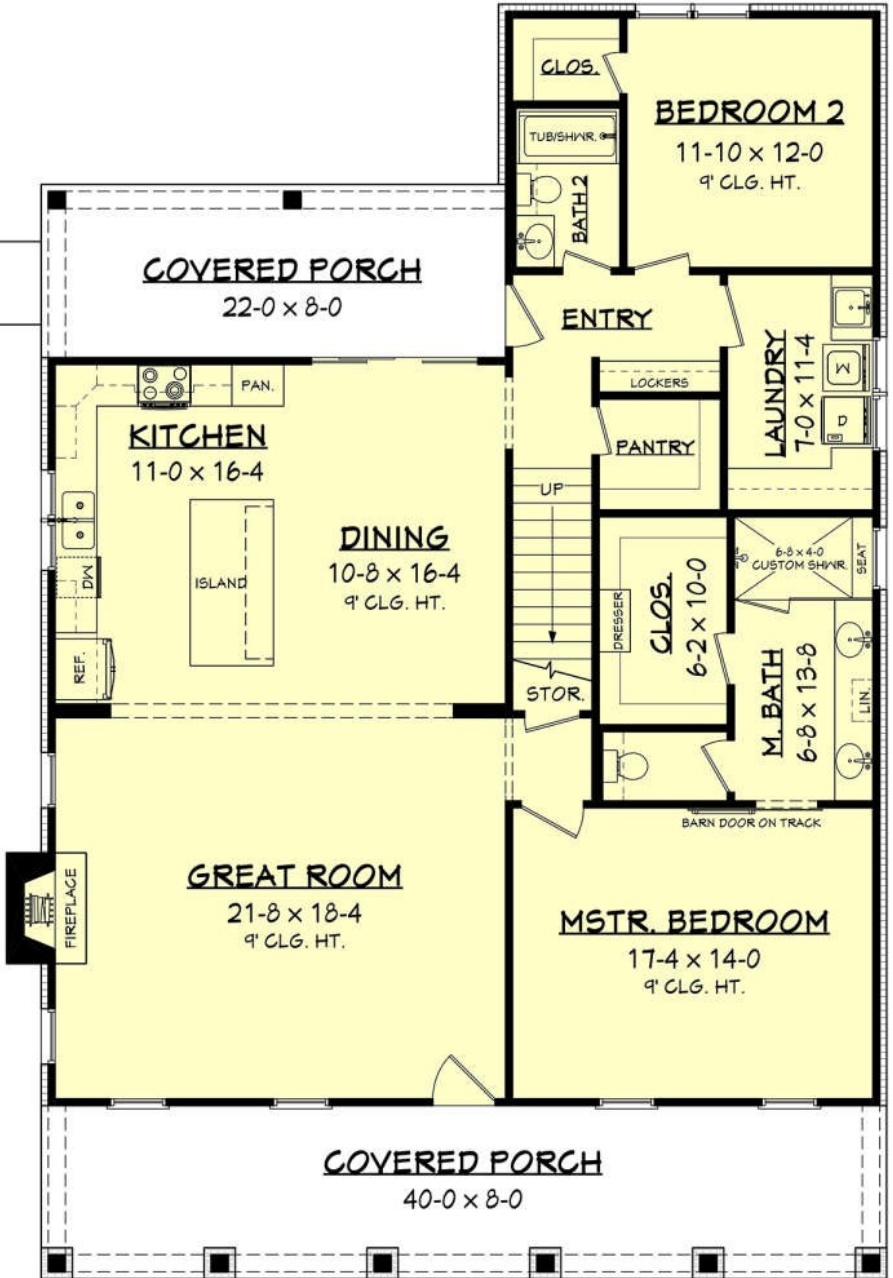 CLOS.
BEDROOM 2
11-10 x 12-0
9' CLG. HT.
TUB/SHWR.
BATH 2
COVERED PORCH
22-0 x 8-0
ENTRY
LOCKERS
LAUNDRY
7-0 x 11-4
W
D
PAN.
KITCHEN
11-0 x 16-4
PANTRY
UP
ISLAND
DINING
10-8 x 16-4
9' CLG. HT.
DW
REF.
DRESSER
CLOS.
6-2 x 10-0
6-8 x 4-0
CUSTOM SHWR.
SEAT
M. BATH
6-8 x 13-8
LIN.
STOR.
BARN DOOR ON TRACK
FIREPLACE
GREAT ROOM
21-8 x 18-4
9' CLG. HT.
MSTR. BEDROOM
17-4 x 14-0
9' CLG. HT.
COVERED PORCH
40-0 x 8-0